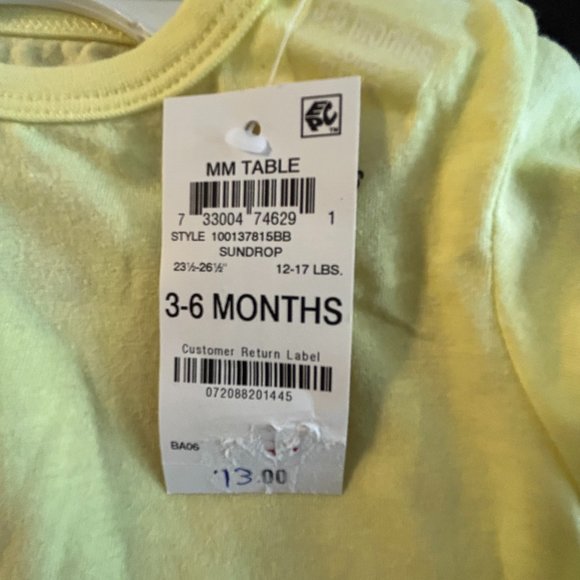 EPC™
MM TABLE
7 33004 74629 1
STYLE 100137815BB
SUNDROP
23½-26½" 12-17 LBS.
3-6 MONTHS
Customer Return Label
072088201445
BA06
13.00